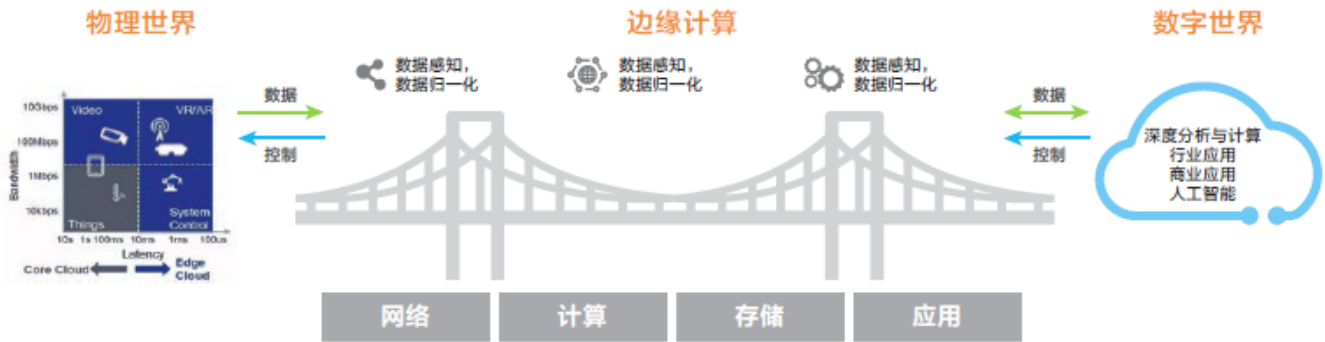 物理世界
边缘计算
数字世界
数据感知,
数据归一化
数据感知,
数据归一化
数据感知,
数据归一化
10Gbps
100Mbps
1Mbps
10kbps
Bandwidth
Video
VR/AR
Things
System
Control
10s 1s 100ms 10ms 1ms 100us
Latency
Core Cloud
Edge
Cloud
数据
控制
数据
控制
深度分析与计算
行业应用
商业应用
人工智能
网络
计算
存储
应用